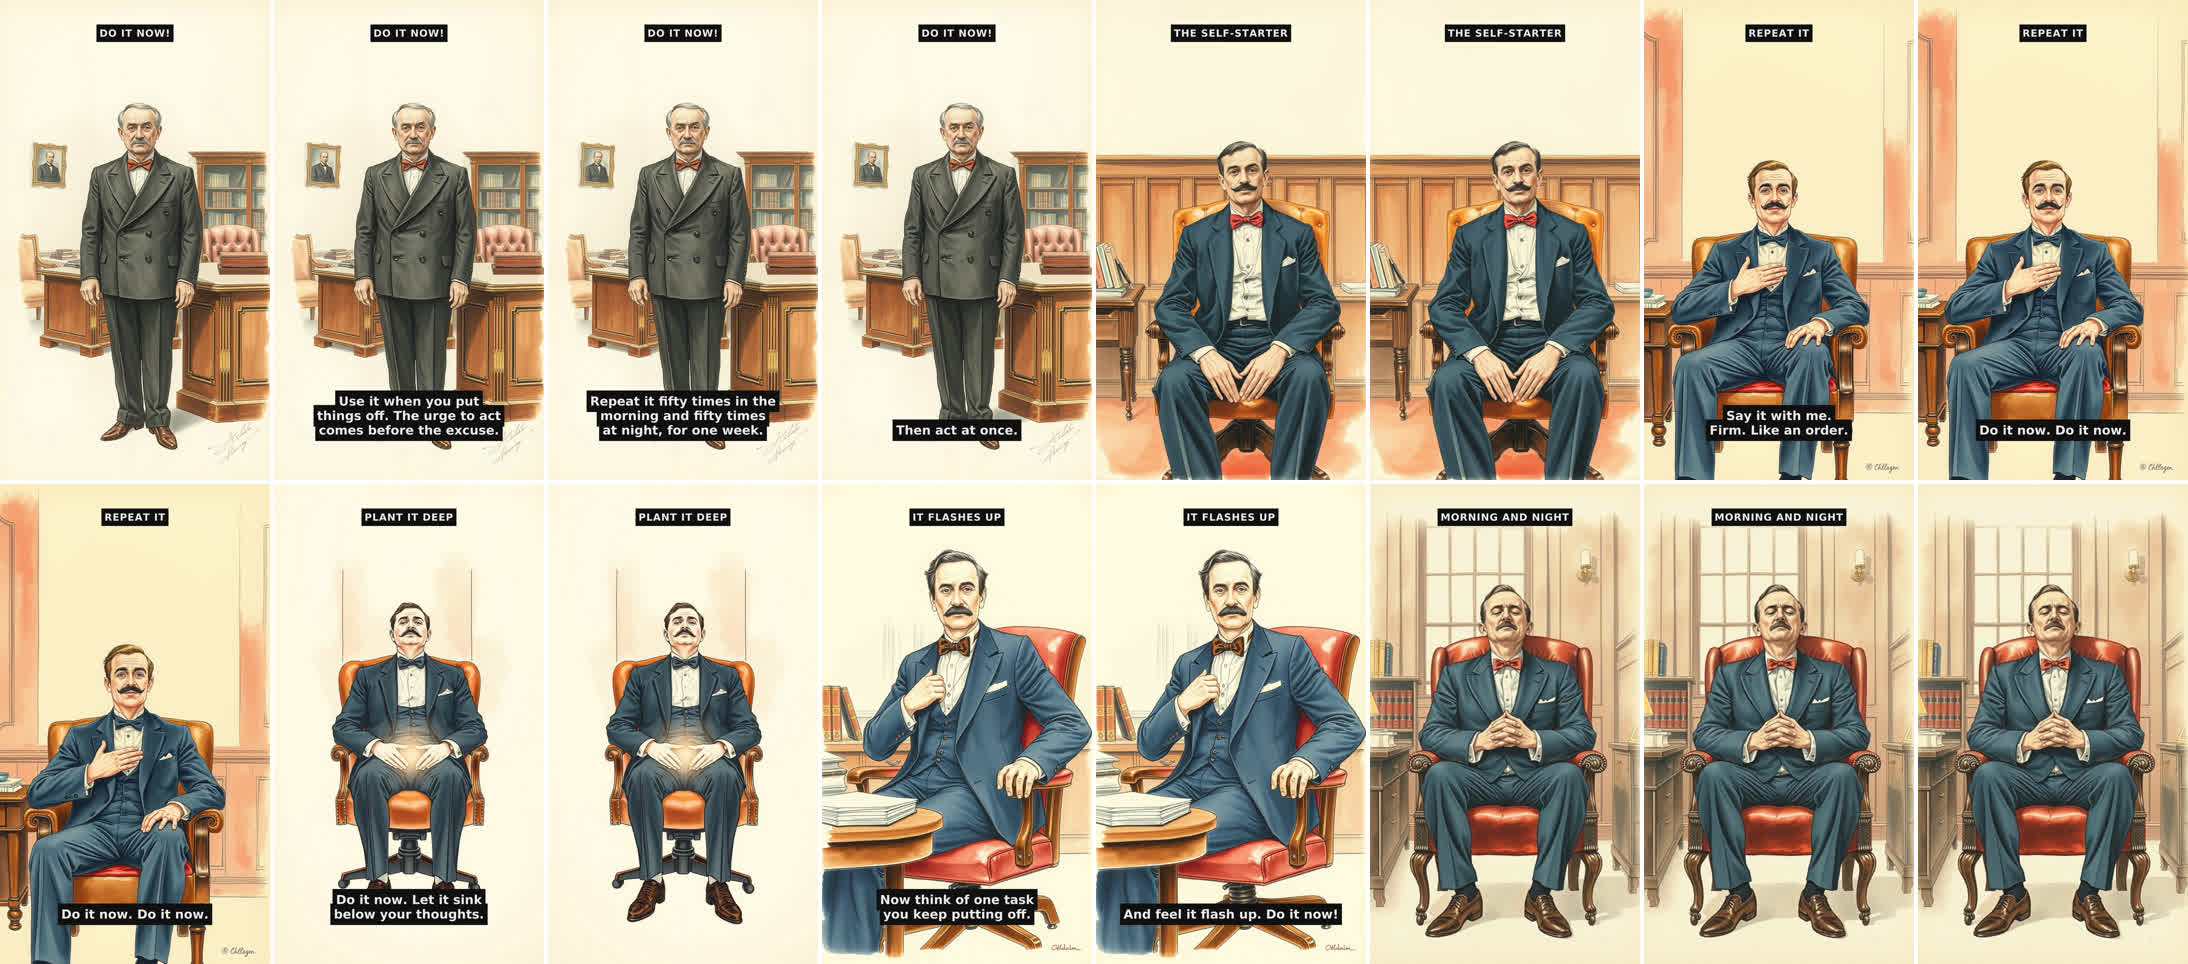 DO IT NOW!
DO IT NOW!
Use it when you put
things off. The urge to act
comes before the excuse.
DO IT NOW!
Repeat it fifty times in the
morning and fifty times
at night, for one week.
DO IT NOW!
Then act at once.
THE SELF-STARTER
THE SELF-STARTER
REPEAT IT
Say it with me.
Firm. Like an order.
REPEAT IT
Do it now. Do it now.
REPEAT IT
Do it now. Do it now.
PLANT IT DEEP
Do it now. Let it sink
below your thoughts.
PLANT IT DEEP
IT FLASHES UP
Now think of one task
you keep putting off.
IT FLASHES UP
And feel it flash up. Do it now!
MORNING AND NIGHT
MORNING AND NIGHT